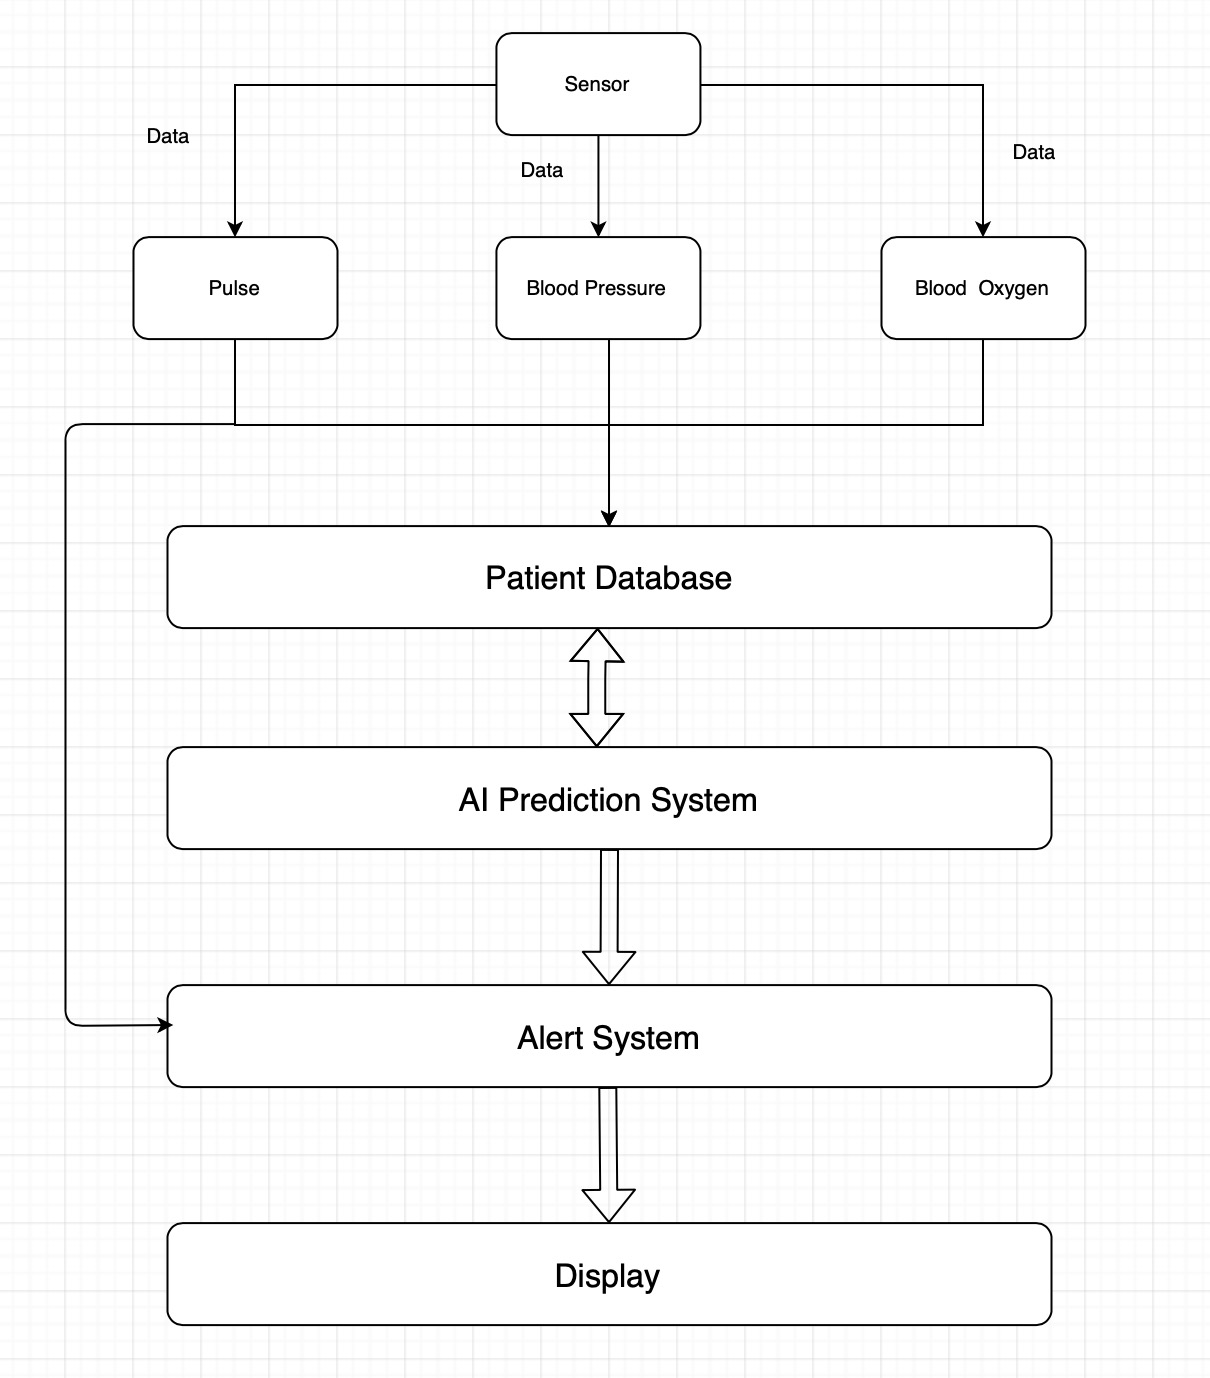 Sensor
Data
Data
Data
Pulse
Blood Pressure
Blood  Oxygen
Patient Database
AI Prediction System
Alert System
Display